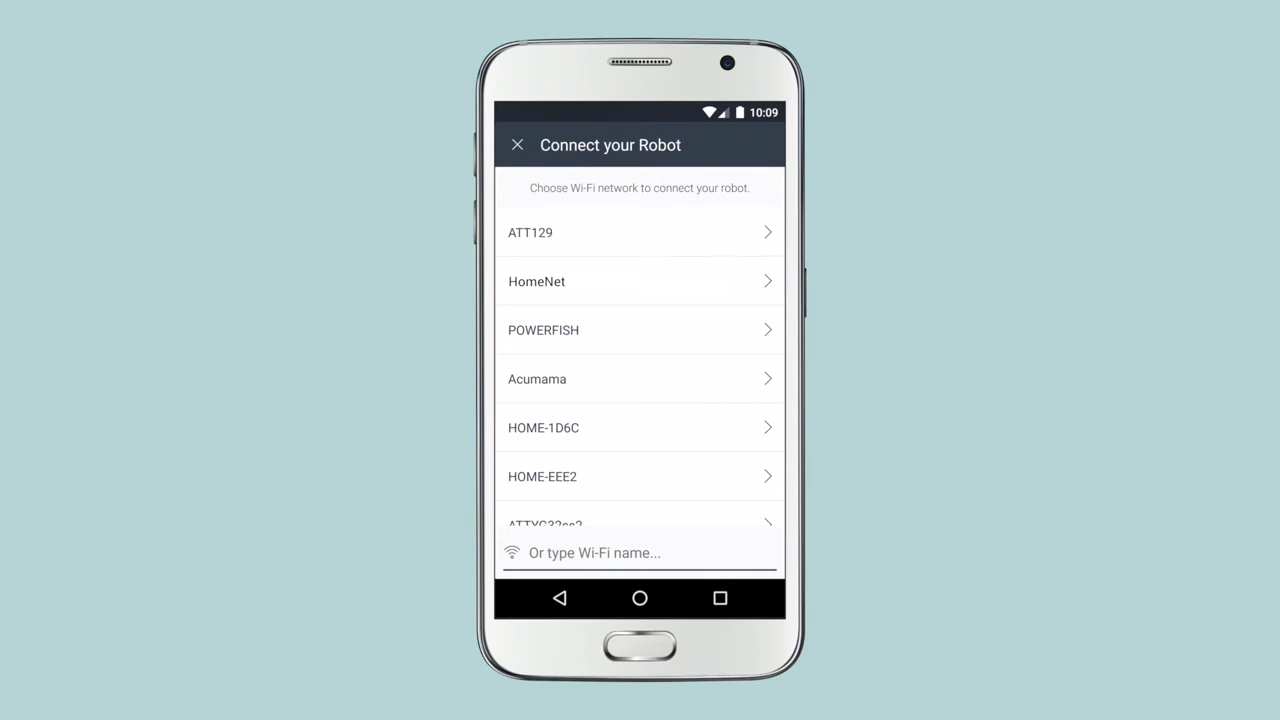 10:09
Connect your Robot
Choose Wi-Fi network to connect your robot.
ATT129
HomeNet
POWERFISH
Acumama
HOME-1D6C
HOME-EEE2
Or type Wi-Fi name...